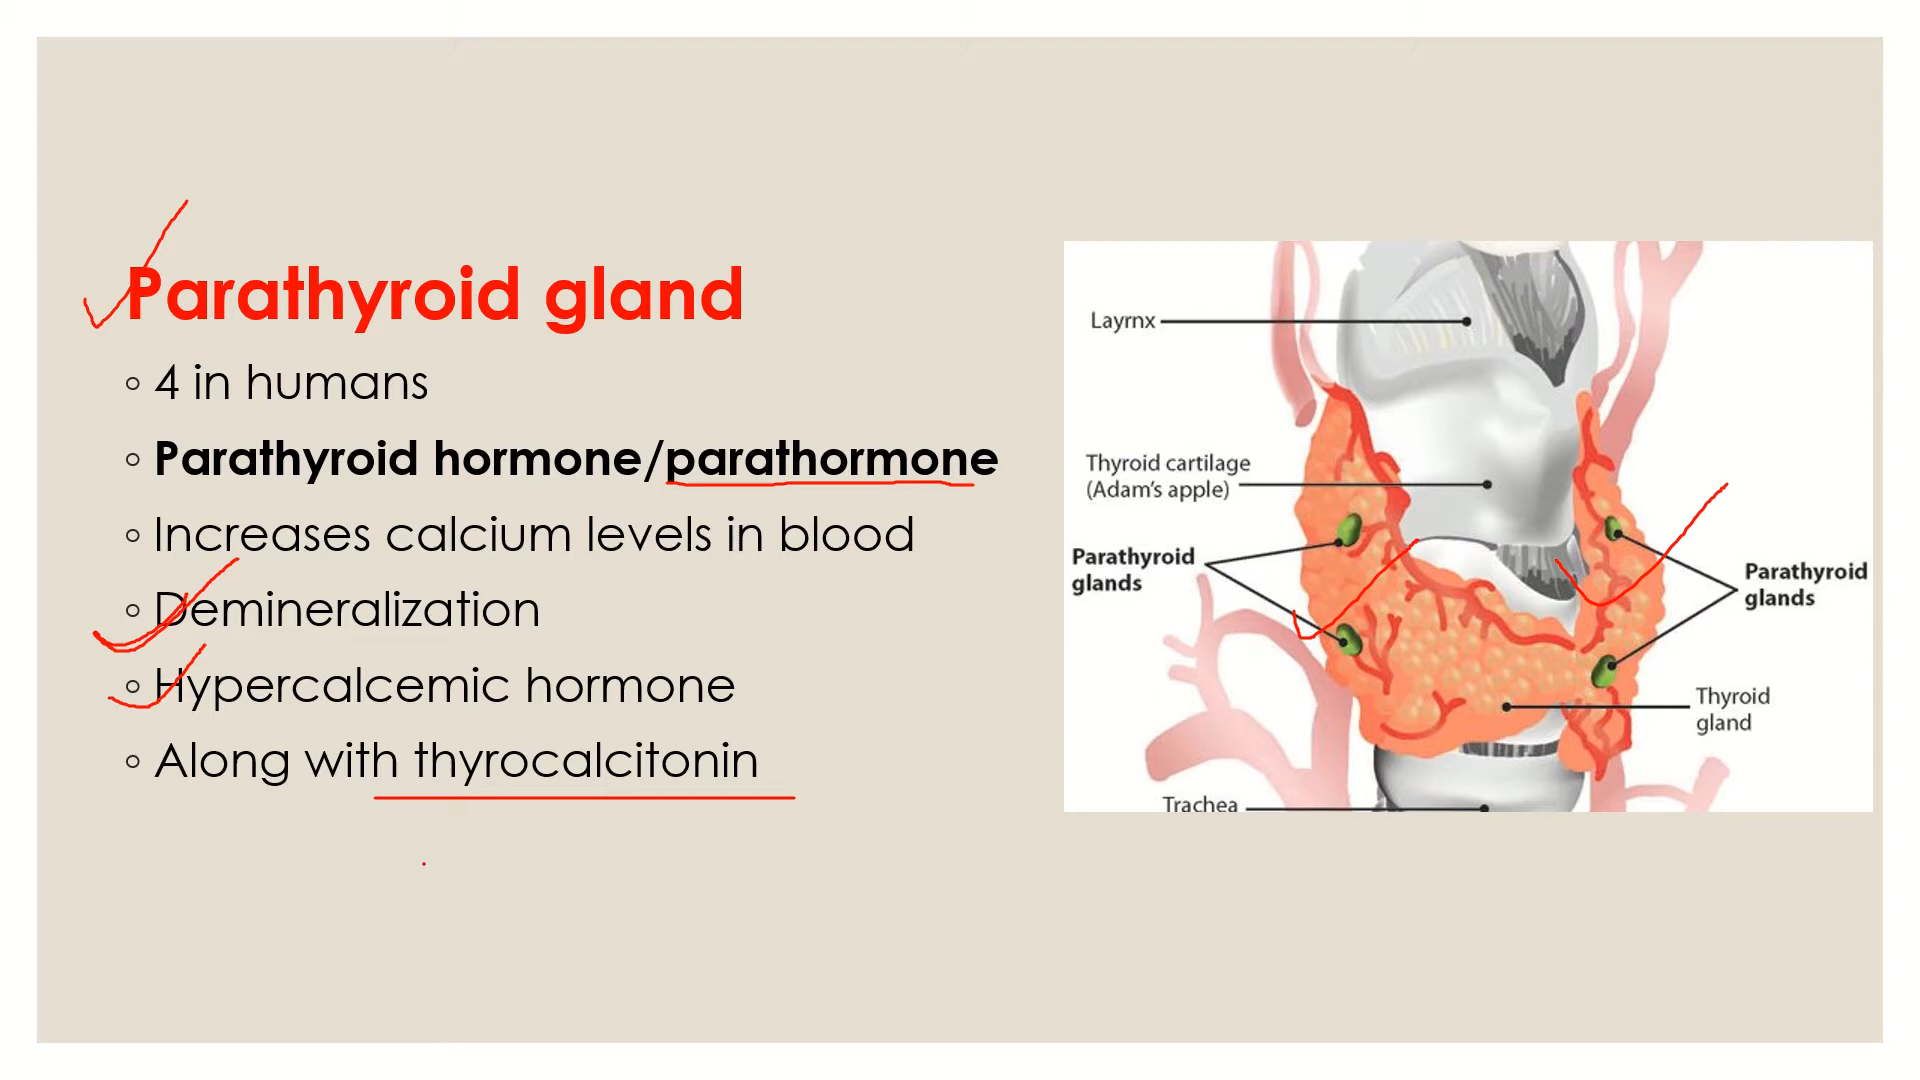 Parathyroid gland
4 in humans
Parathyroid hormone/parathormone
Increases calcium levels in blood
Demineralization
Hypercalcemic hormone
Along with thyrocalcitonin
Layrnx
Thyroid cartilage
(Adam's apple)
Parathyroid
glands
Parathyroid
glands
Thyroid
gland
Trachea